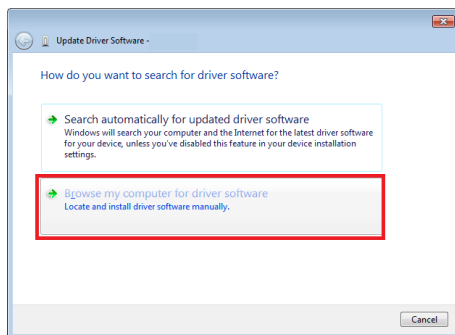 Update Driver Software -
How do you want to search for driver software?
Search automatically for updated driver software
Windows will search your computer and the Internet for the latest driver software
for your device, unless you've disabled this feature in your device installation
settings.
Browse my computer for driver software
Locate and install driver software manually.
Cancel